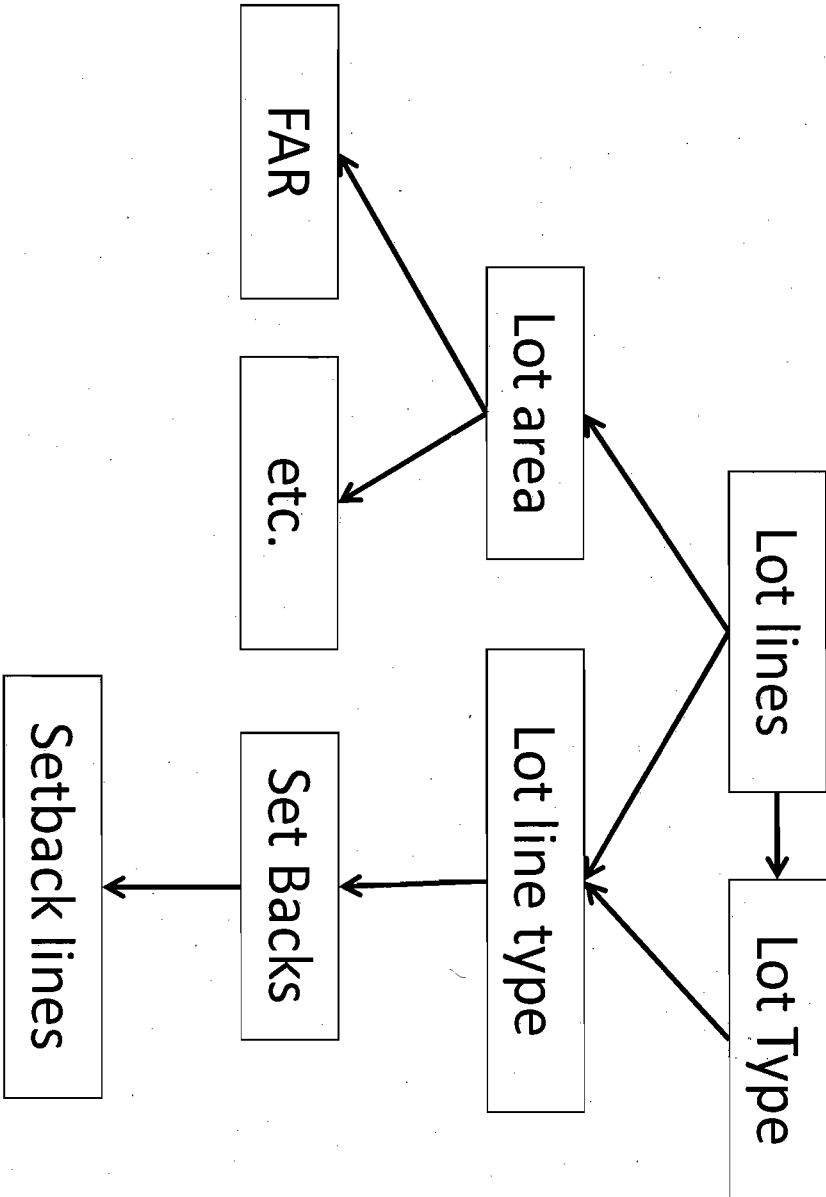 Lot lines
Lot Type
Lot area
Lot line type
FAR
etc.
Set Backs
Setback lines